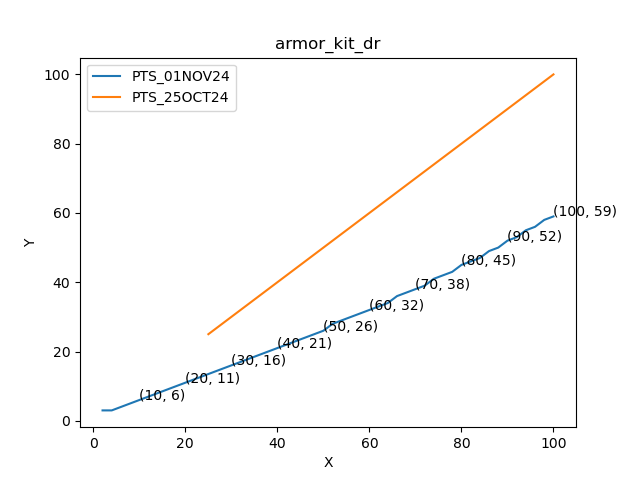 armor_kit_dr
PTS_01NOV24
PTS_25OCT24
100
80
60
40
20
0
Y
(100, 59)
(90, 52)
(80, 45)
(70, 38)
(60, 32)
(50, 26)
(40, 21)
(30, 16)
(20, 11)
(10, 6)
0 20 40 60 80 100
X